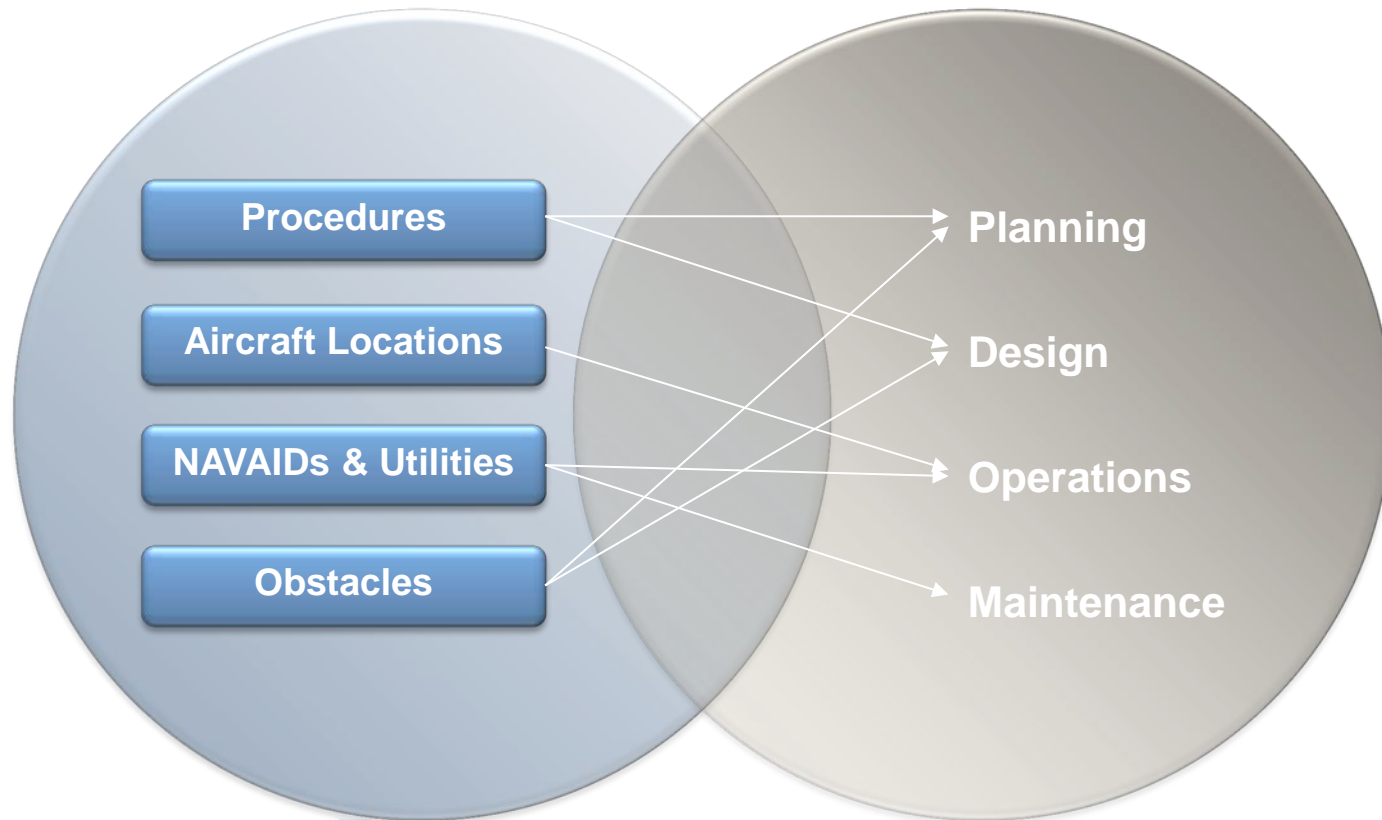 Procedures
Aircraft Locations
NAVAIDs & Utilities
Obstacles
Planning
Design
Operations
Maintenance